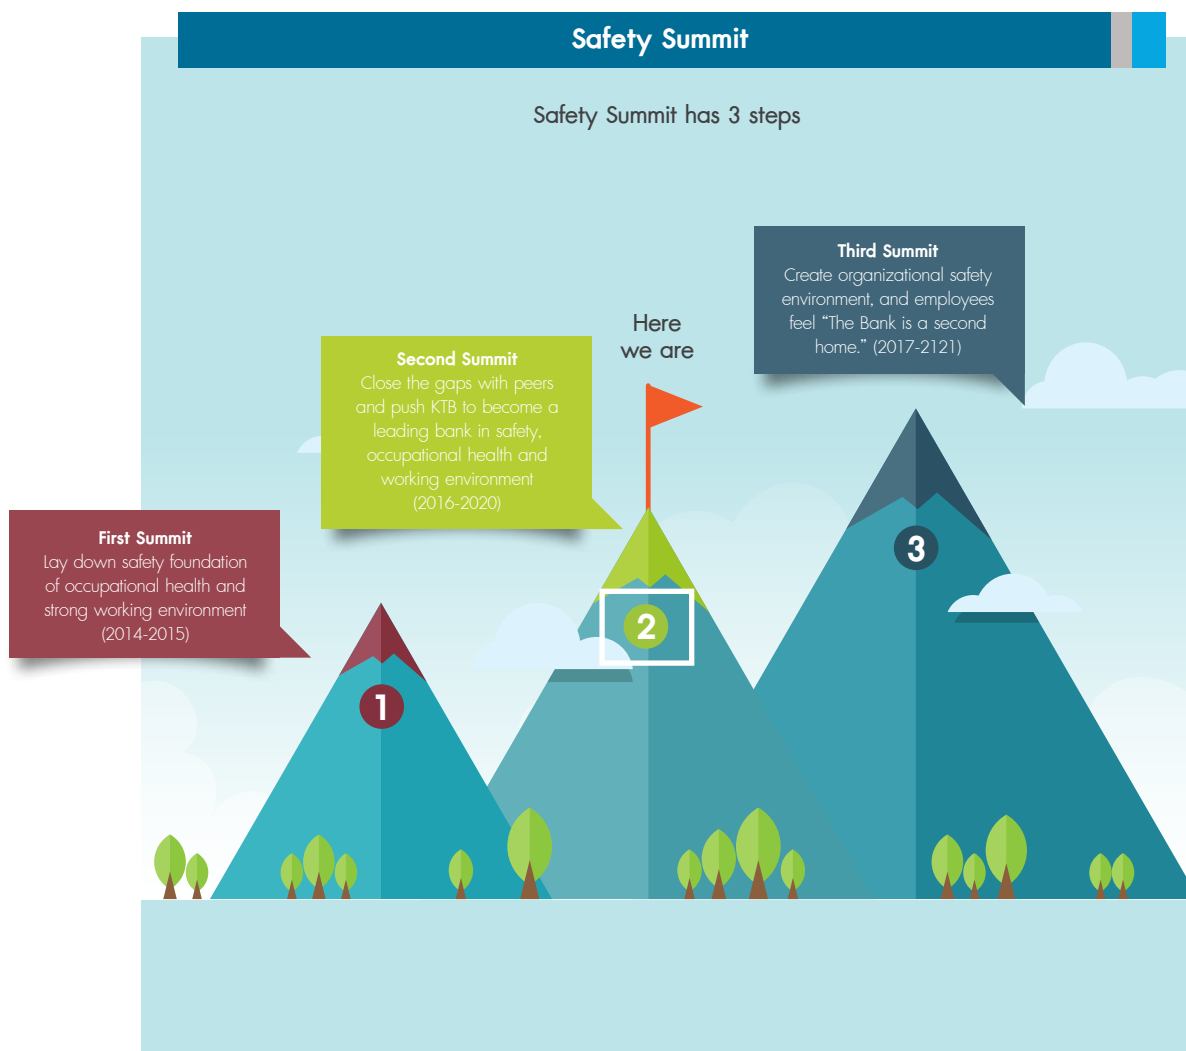 Safety Summit
Safety Summit has 3 steps
Third Summit
Create organizational safety
environment, and employees
feel “The Bank is a second
home.” (2017-2121)
Here
we are
Second Summit
Close the gaps with peers
and push KTB to become a
leading bank in safety,
occupational health and
working environment
(2016-2020)
First Summit
Lay down safety foundation
of occupational health and
strong working environment
(2014-2015)
3
2
1